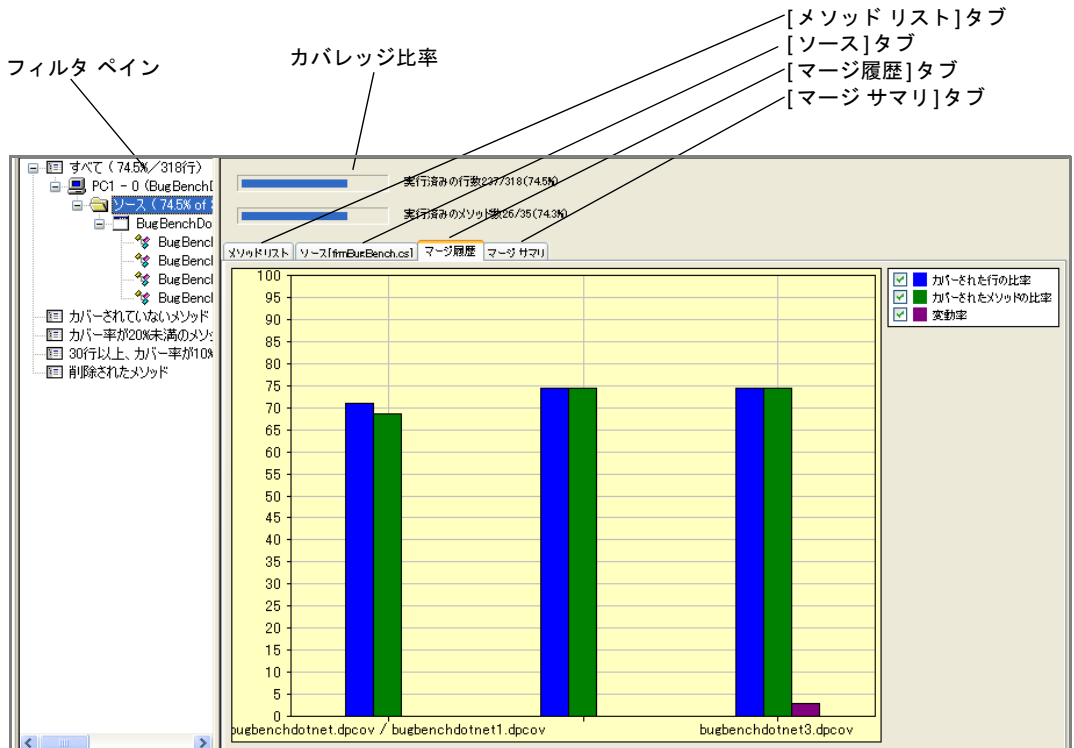 [メソッド リスト]タブ
[ソース]タブ
[マージ履歴]タブ
[マージ サマリ]タブ
カバレッジ比率
フィルタ ペイン
すべて ( 74.5%／318行)
PC1 - 0 (BugBench
ソース ( 74.5% of
BugBenchDo
BugBencl
BugBencl
BugBencl
BugBencl
カバーされていないメソッド
カバー率が20%未満のメソ
30行以上、カバー率が10%
削除されたメソッド
実行済みの行数237/318(74.5%)
実行済みのメソッド数26/35(74.3%)
メソッドリスト
ソース[frmBugBench.cs]
マージ履歴
マージ サマリ
100
95
90
85
80
75
70
65
60
55
50
45
40
35
30
25
20
15
10
5
0
bugbenchdotnet.dpcov / bugbenchdotnet1.dpcov
bugbenchdotnet3.dpcov
カバーされた行の比率
カバーされたメソッドの比率
変動率